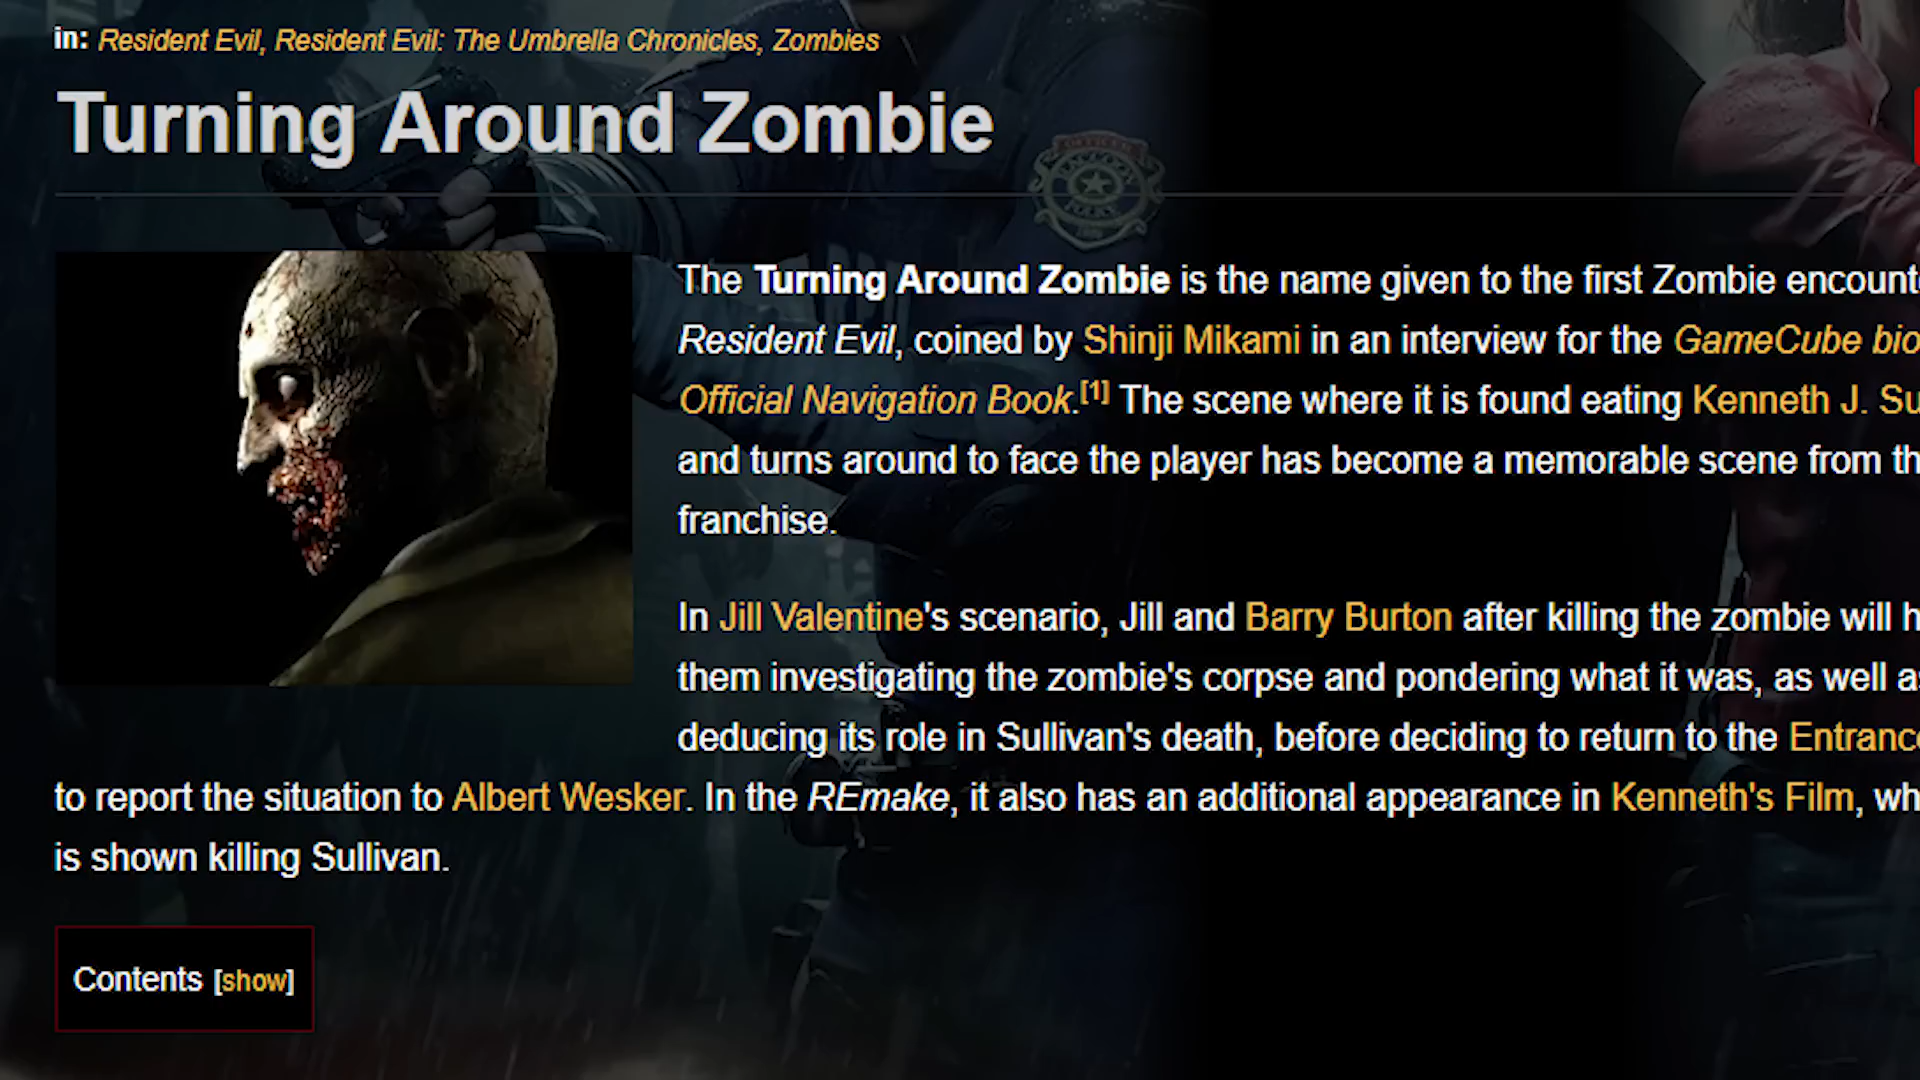 in: Resident Evil, Resident Evil: The Umbrella Chronicles, Zombies
Turning Around Zombie
The Turning Around Zombie is the name given to the first Zombie
Resident Evil, coined by Shinji Mikami in an interview for the GameCube
Official Navigation Book.[1] The scene where it is found eating Kenneth J.
and turns around to face the player has become a memorable scene from
franchise.
In Jill Valentine's scenario, Jill and Barry Burton after killing the zombie will
them investigating the zombie's corpse and pondering what it was, as well
deducing its role in Sullivan's death, before deciding to return to the
to report the situation to Albert Wesker. In the REmake, it also has an additional appearance in Kenneth's Film,
is shown killing Sullivan.
Contents [show]